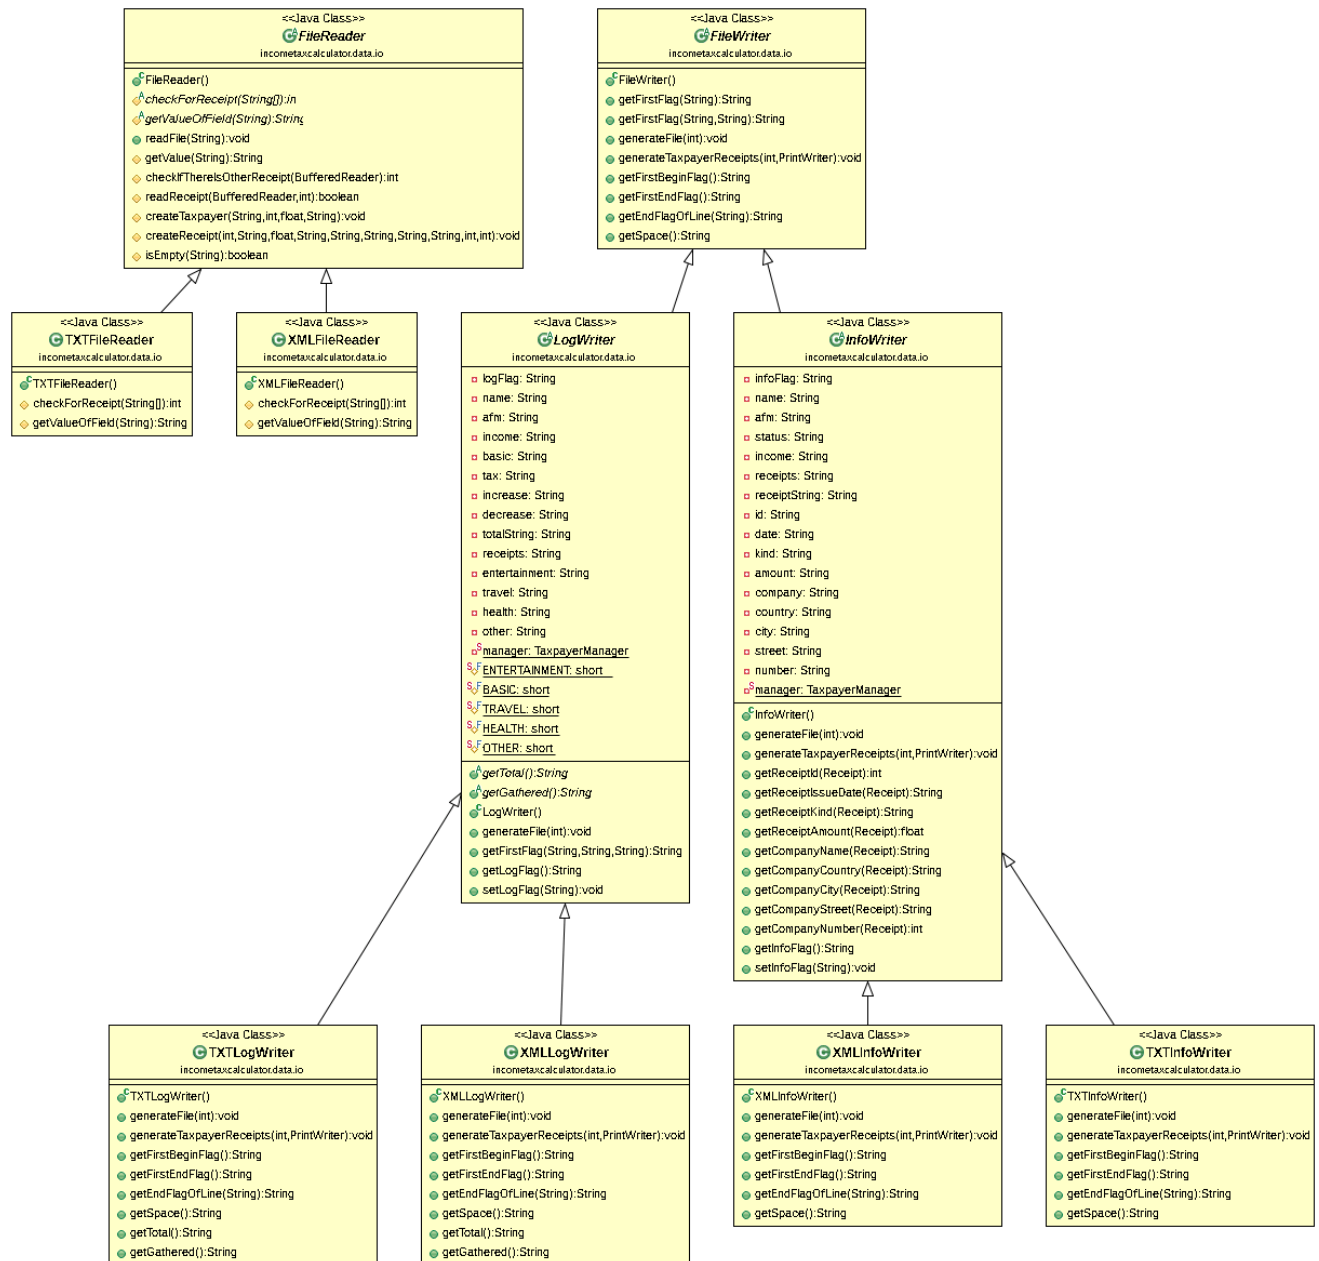 <<Java Class>>
FileReader
incometaxcalculator.data.io
FileReader()
checkForReceipt(String[]):in
getValueOfField(String):String
readFile(String):void
getValue(String):String
checkIfThereIsOtherReceipt(BufferedReader):int
readReceipt(BufferedReader,int):boolean
createTaxpayer(String,int,float,String):void
createReceipt(int,String,float,String,String,String,String,String,int,int):void
isEmpty(String):boolean
<<Java Class>>
FileWriter
incometaxcalculator.data.io
FileWriter()
getFirstFlag(String):String
getFirstFlag(String,String):String
generateFile(int):void
generateTaxpayerReceipts(int,PrintWriter):void
getFirstBeginFlag():String
getFirstEndFlag():String
getEndFlagOfLine(String):String
getSpace():String
<<Java Class>>
TXTFileReader
incometaxcalculator.data.io
TXTFileReader()
checkForReceipt(String[]):int
getValueOfField(String):String
<<Java Class>>
XMLFileReader
incometaxcalculator.data.io
XMLFileReader()
checkForReceipt(String[]):int
getValueOfField(String):String
<<Java Class>>
LogWriter
incometaxcalculator.data.io
logFlag: String
name: String
afm: String
income: String
basic: String
tax: String
increase: String
decrease: String
totalString: String
receipts: String
entertainment: String
travel: String
health: String
other: String
manager: TaxpayerManager
ENTERTAINMENT: short
BASIC: short
TRAVEL: short
HEALTH: short
OTHER: short
getTotal():String
getGathered():String
LogWriter()
generateFile(int):void
getFirstFlag(String,String,String):String
getLogFlag():String
setLogFlag(String):void
<<Java Class>>
InfoWriter
incometaxcalculator.data.io
infoFlag: String
name: String
afm: String
status: String
income: String
receipts: String
receiptString: String
id: String
date: String
kind: String
amount: String
company: String
country: String
city: String
street: String
number: String
manager: TaxpayerManager
InfoWriter()
generateFile(int):void
generateTaxpayerReceipts(int,PrintWriter):void
getReceiptId(Receipt):int
getReceiptIssueDate(Receipt):String
getReceiptKind(Receipt):String
getReceiptAmount(Receipt):float
getCompanyName(Receipt):String
getCompanyCountry(Receipt):String
getCompanyCity(Receipt):String
getCompanyStreet(Receipt):String
getCompanyNumber(Receipt):int
getInfoFlag():String
setInfoFlag(String):void
<<Java Class>>
TXTLogWriter
incometaxcalculator.data.io
TXTLogWriter()
generateFile(int):void
generateTaxpayerReceipts(int,PrintWriter):void
getFirstBeginFlag():String
getFirstEndFlag():String
getEndFlagOfLine(String):String
getSpace():String
getTotal():String
getGathered():String
<<Java Class>>
XMLLogWriter
incometaxcalculator.data.io
XMLLogWriter()
generateFile(int):void
generateTaxpayerReceipts(int,PrintWriter):void
getFirstBeginFlag():String
getFirstEndFlag():String
getEndFlagOfLine(String):String
getSpace():String
getTotal():String
getGathered():String
<<Java Class>>
XMLInfoWriter
incometaxcalculator.data.io
XMLInfoWriter()
generateFile(int):void
generateTaxpayerReceipts(int,PrintWriter):void
getFirstBeginFlag():String
getFirstEndFlag():String
getEndFlagOfLine(String):String
getSpace():String
<<Java Class>>
TXTInfoWriter
incometaxcalculator.data.io
TXTInfoWriter()
generateFile(int):void
generateTaxpayerReceipts(int,PrintWriter):void
getFirstBeginFlag():String
getFirstEndFlag():String
getEndFlagOfLine(String):String
getSpace():String